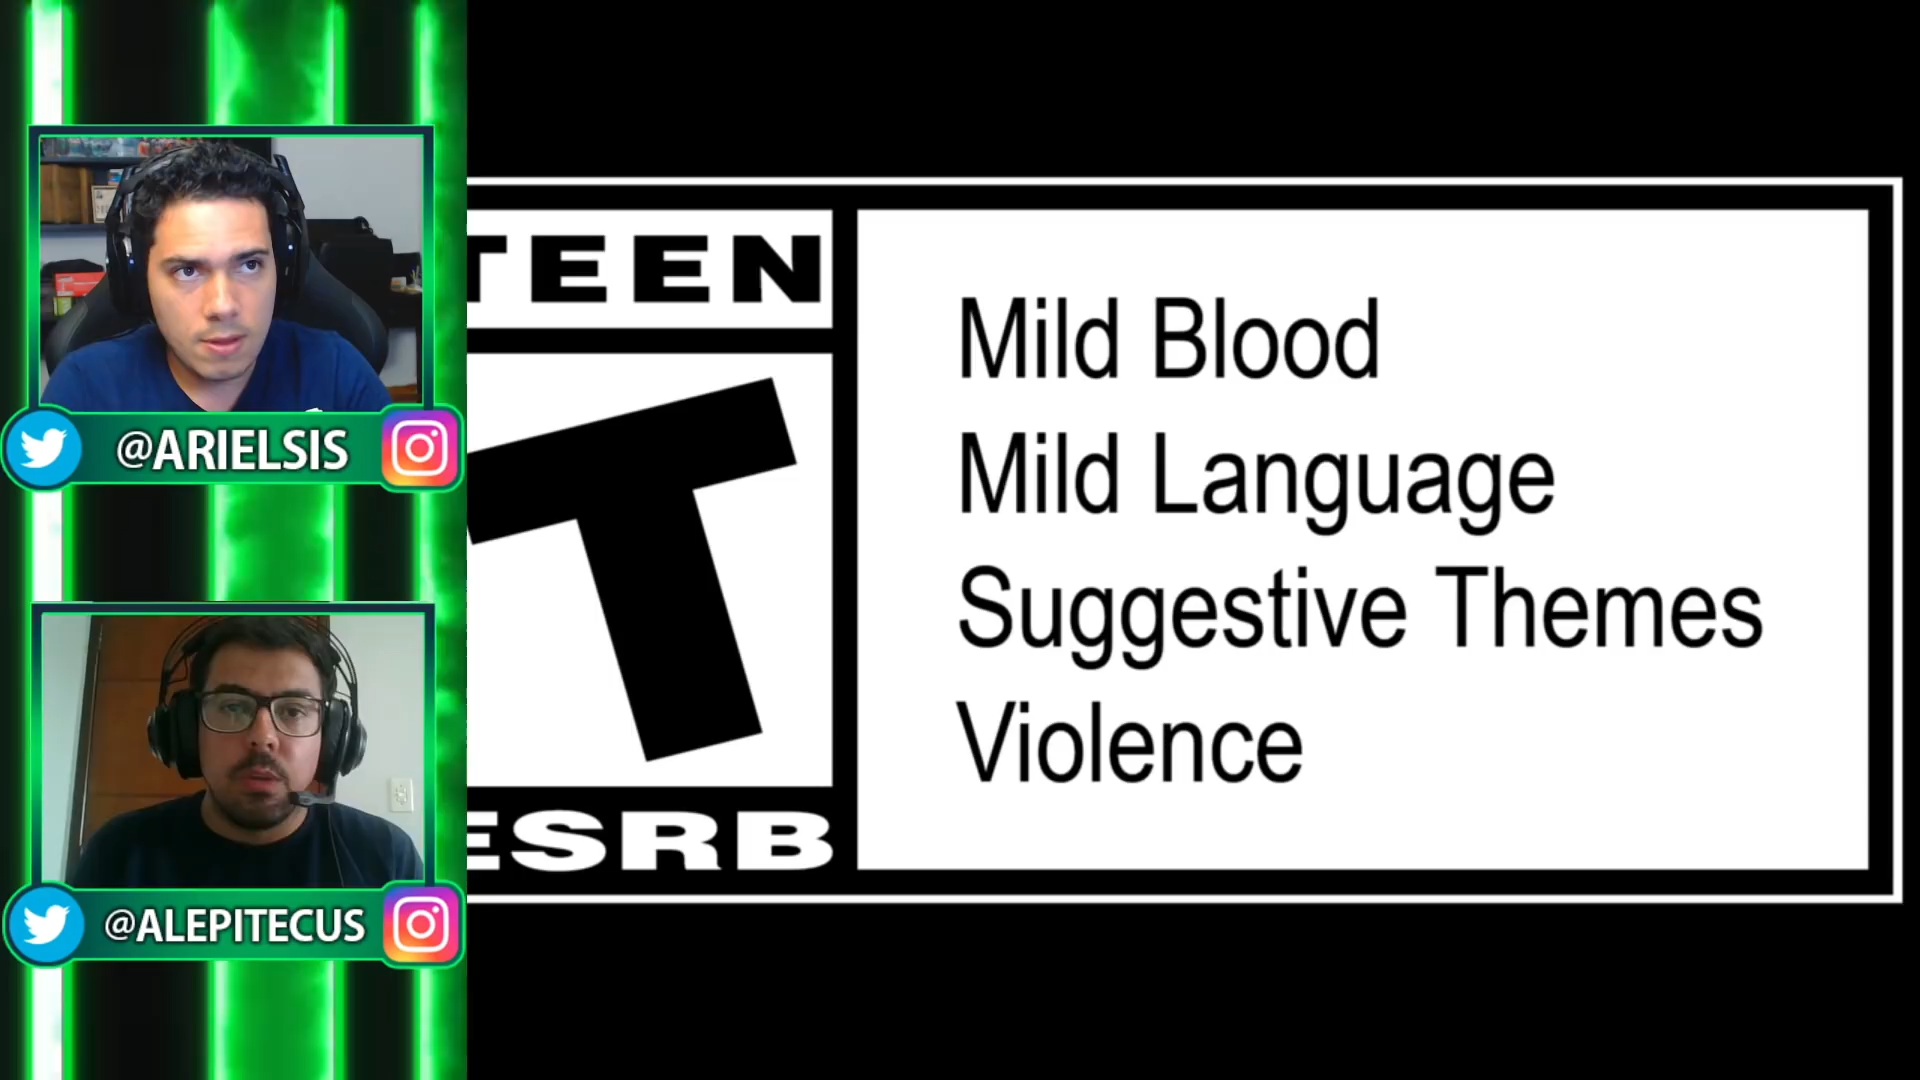 @ARIELSIS
@ALEPITECUS
TEEN
T
ESRB
Mild Blood
Mild Language
Suggestive Themes
Violence